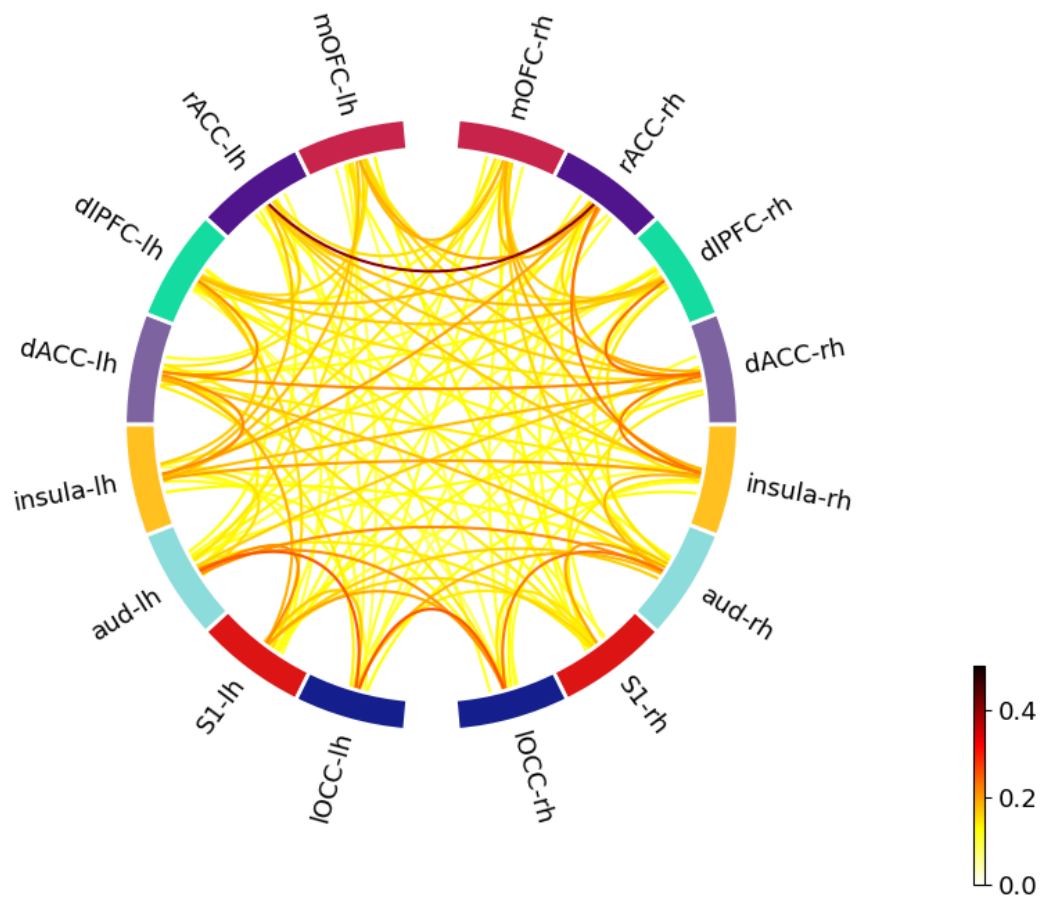 mOFC-lh
mOFC-rh
rACC-lh
rACC-rh
dlPFC-lh
dlPFC-rh
dACC-lh
dACC-rh
insula-lh
insula-rh
aud-lh
aud-rh
S1-lh
S1-rh
lOCC-lh
lOCC-rh
0.4
0.2
0.0